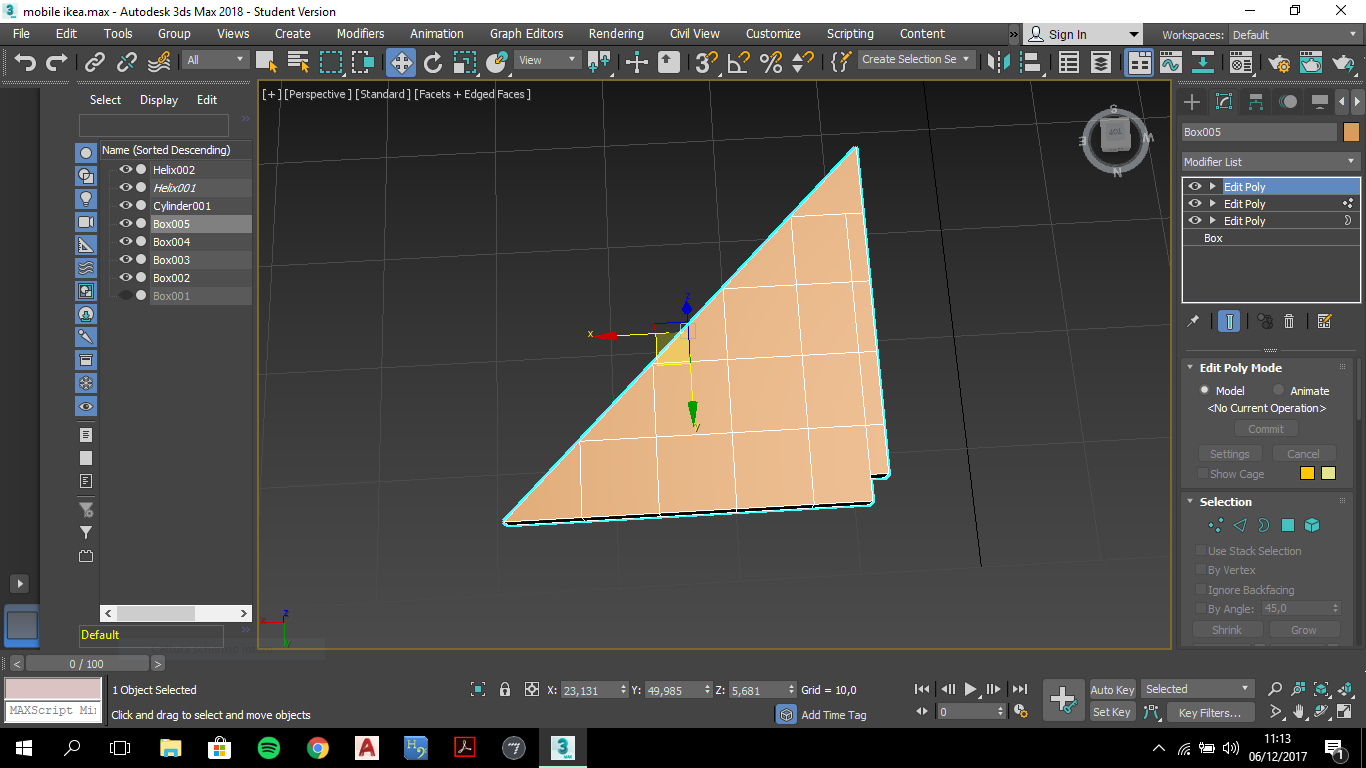 mobile ikea.max - Autodesk 3ds Max 2018 - Student Version
File Edit Tools Group Views Create Modifiers Animation Graph Editors Rendering Civil View Customize Scripting Content » Sign In Workspaces: Default
All View 3 Create Selection Se
Select Display Edit
[+] [Perspective] [Standard] [Facets + Edged Faces]
Name (Sorted Descending)
Helix002
Helix001
Cylinder001
Box005
Box004
Box003
Box002
Box001
S
E TOP W
N
x
z
y
Box005
Modifier List
Edit Poly
Edit Poly
Edit Poly
Box
Edit Poly Mode
Model Animate
<No Current Operation>
Commit
Settings Cancel
Show Cage
Selection
Use Stack Selection
By Vertex
Ignore Backfacing
By Angle: 45,0
Shrink Grow
z
x
y
Default
< 0 / 100 >
1 Object Selected X: 23,131 Y: 49,985 Z: 5,681 Grid = 10,0 Auto Key Selected
MAXScript Min Click and drag to select and move objects Add Time Tag 0 Set Key Key Filters...
11:13
06/12/2017
1